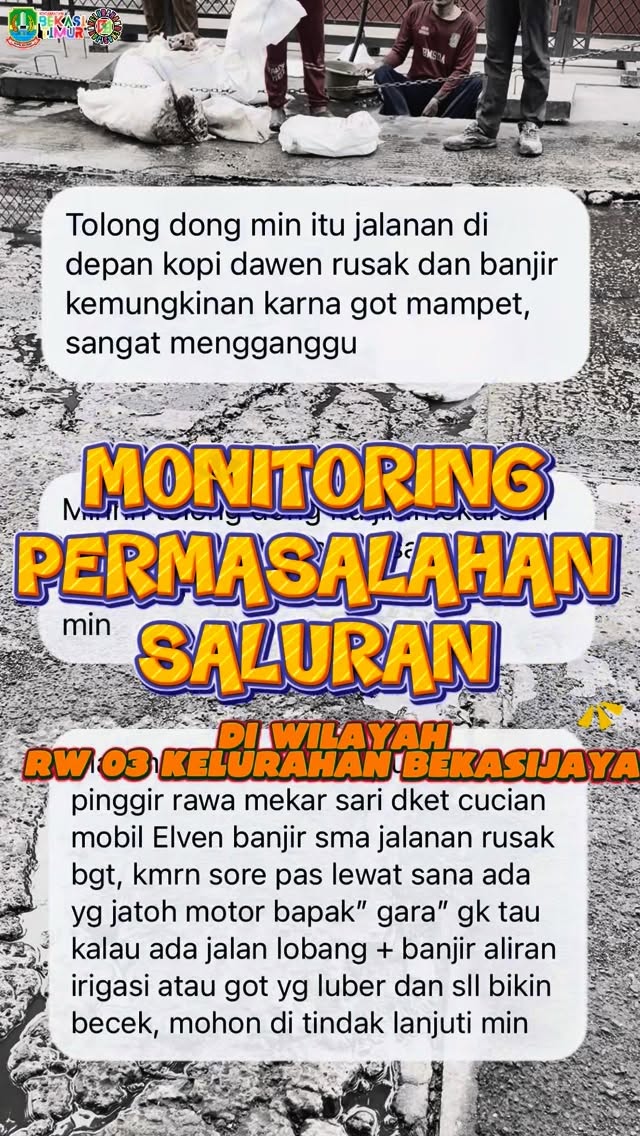 BEKASI
TIMUR
BMSDA
Tolong dong min itu jalanan di
depan kopi dawen rusak dan banjir
kemungkinan karna got mampet,
sangat mengganggu
MONITORING
PERMASALAHAN
min
SALURAN
DI WILAYAH
RW 03 KELURAHAN BEKASIJAYA
pinggir rawa mekar sari dket cucian
mobil Elven banjir sma jalanan rusak
bgt, kmrn sore pas lewat sana ada
yg jatoh motor bapak” gara” gk tau
kalau ada jalan lobang + banjir aliran
irigasi atau got yg luber dan sll bikin
becek, mohon di tindak lanjuti min